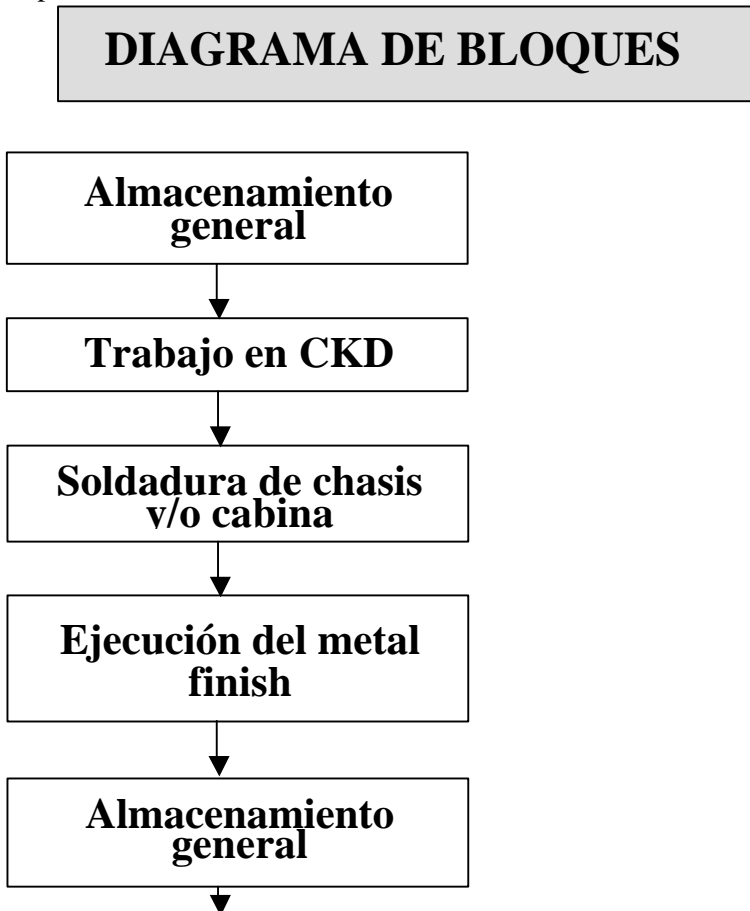 DIAGRAMA DE BLOQUES
Almacenamiento
general
Trabajo en CKD
Soldadura de chasis
y/o cabina
Ejecución del metal
finish
Almacenamiento
general